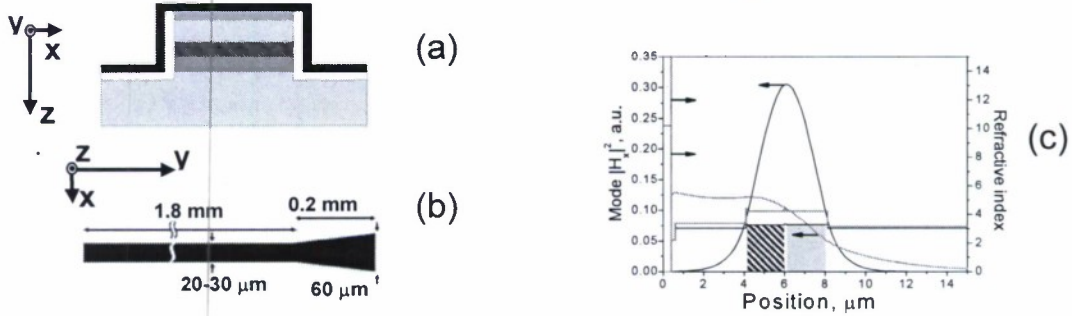 y
x
z
(a)
z
y
x
1.8 mm
0.2 mm
20-30 μm
60 μm
(b)
0.35
0.30
0.25
0.20
0.15
0.10
0.05
0.00
Mode |Hₓ|², a.u.
0 2 4 6 8 10 12 14
Position, μm
14
12
10
8
6
4
2
0
Refractive index
(c)